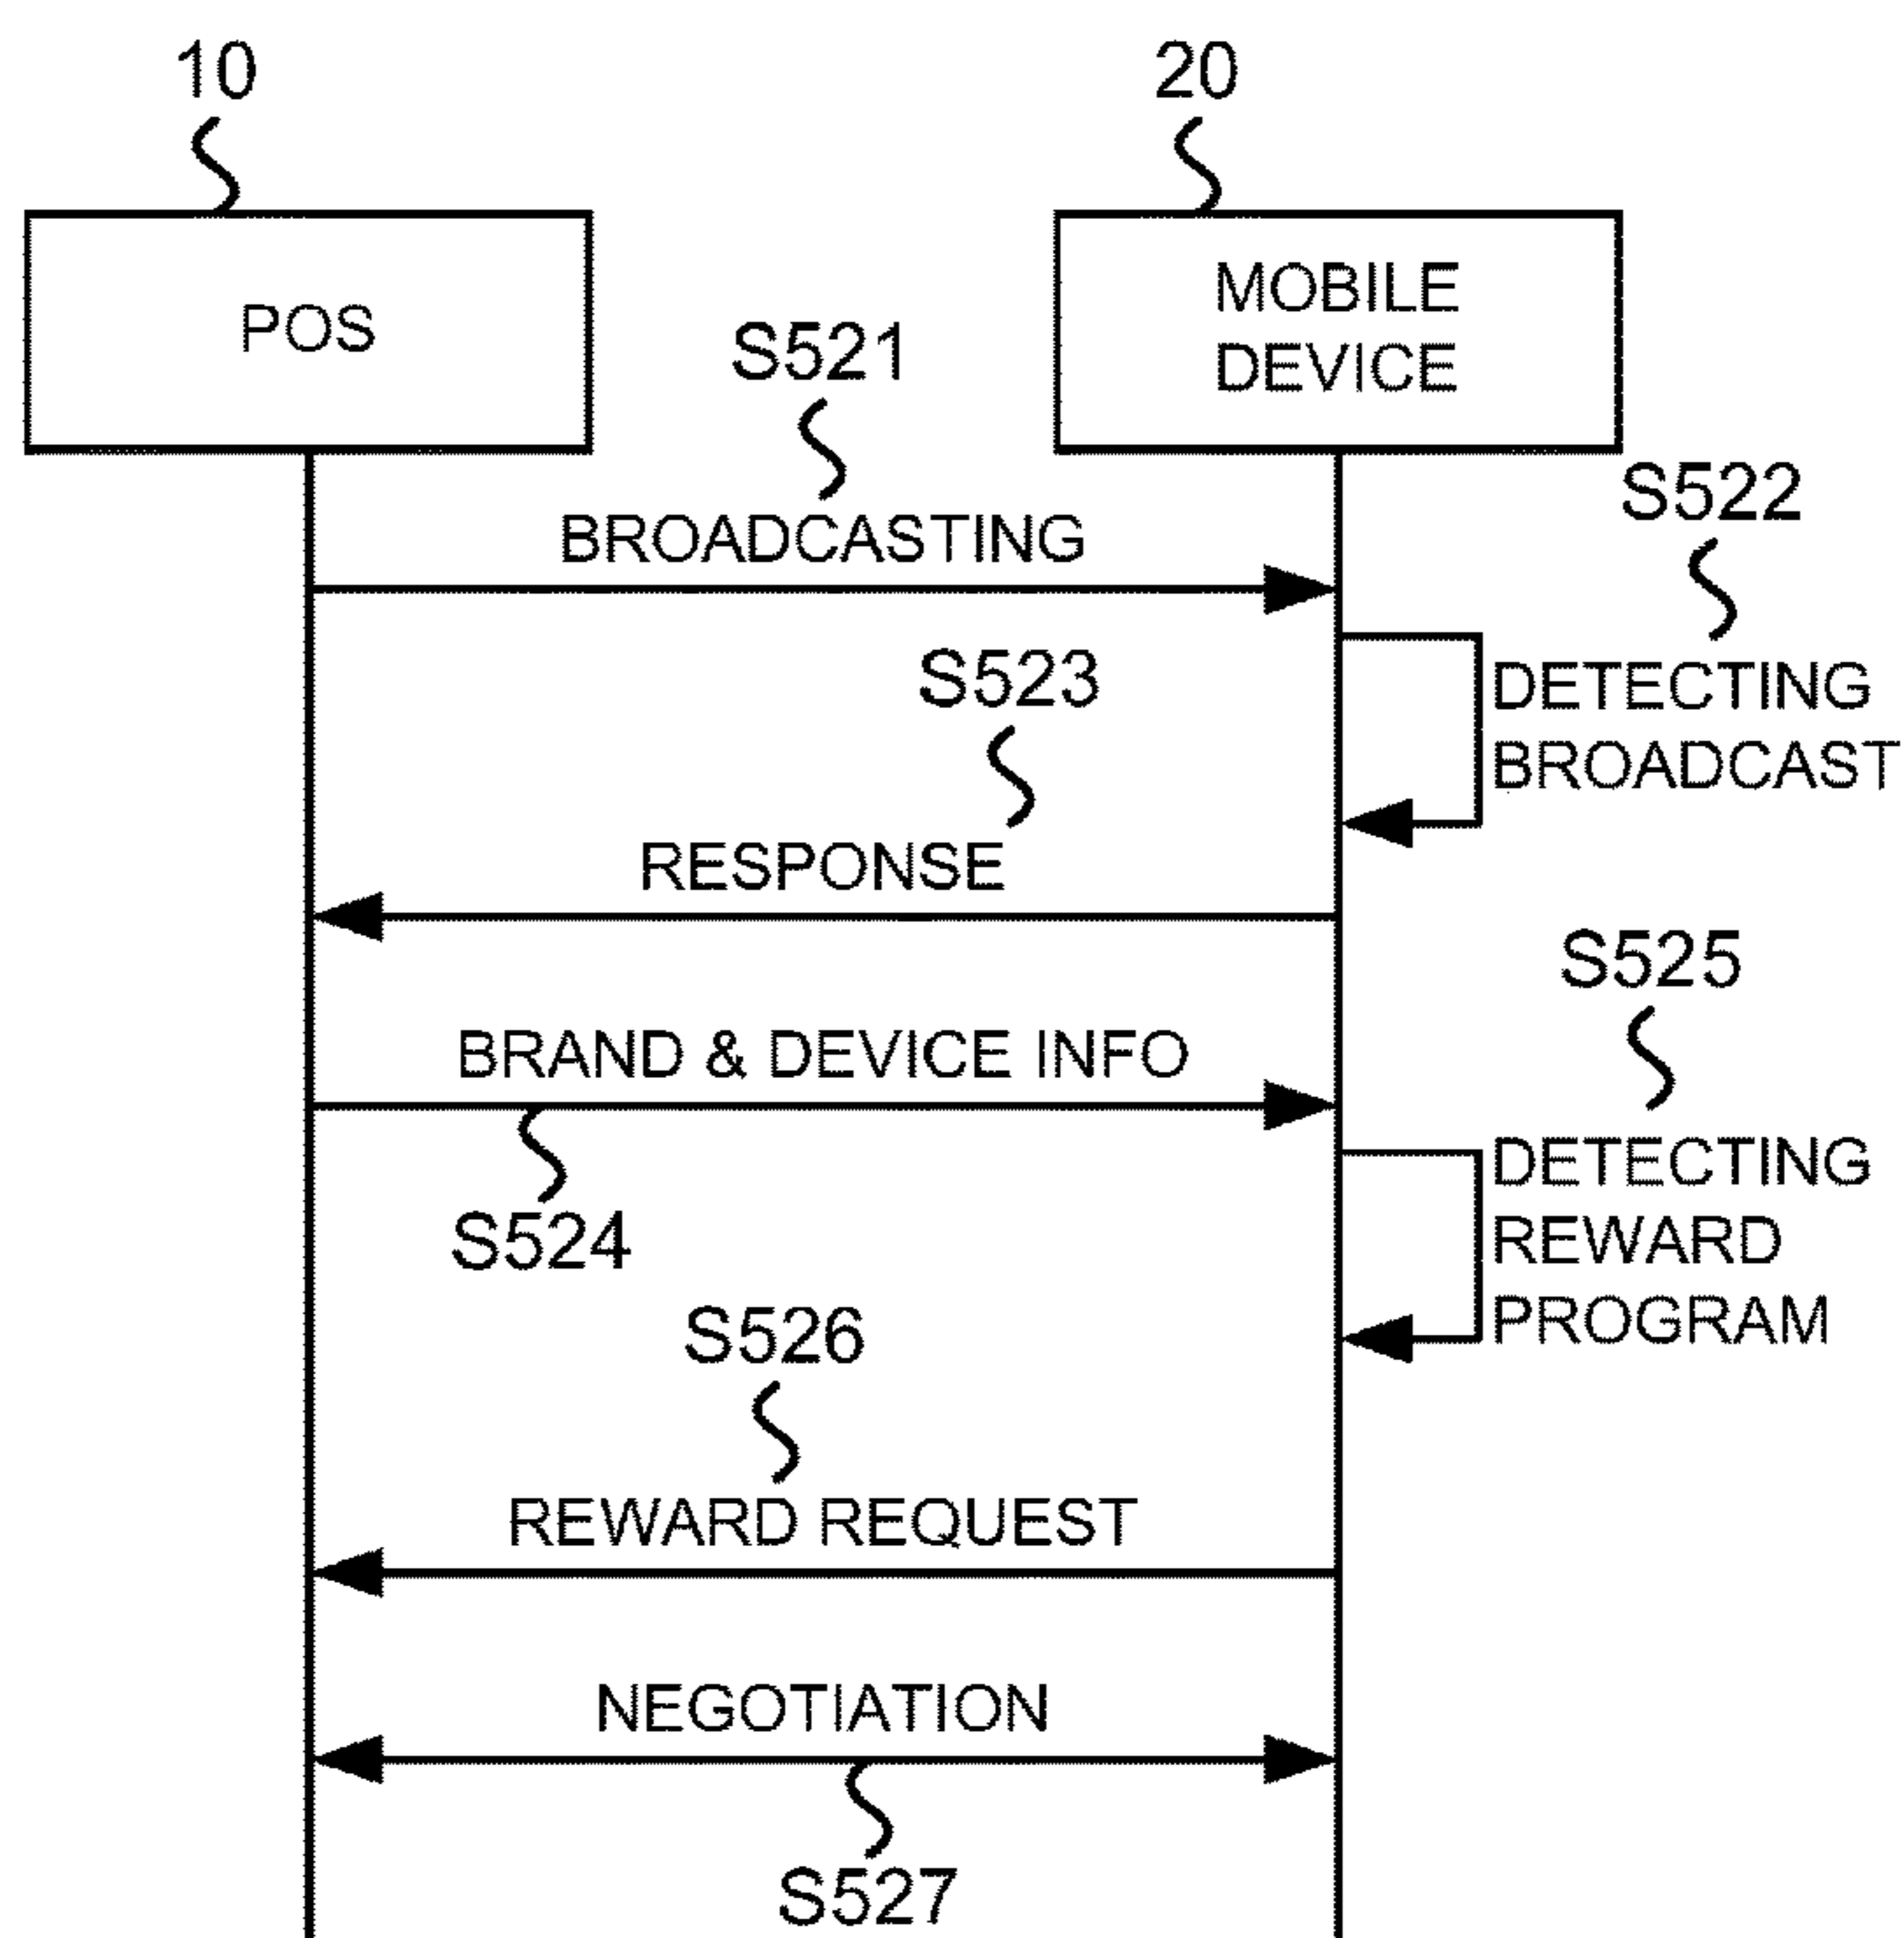 10
20
POS
MOBILE
DEVICE
S521
BROADCASTING
S522
DETECTING
BROADCAST
S523
RESPONSE
BRAND & DEVICE INFO
S524
S525
DETECTING
REWARD
PROGRAM
S526
REWARD REQUEST
NEGOTIATION
S527